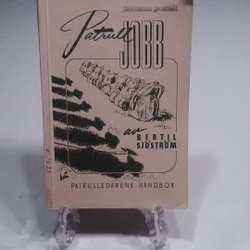 Patrull
JOBB
av
BERTIL
SJÖSTRÖM
PATRULLEDARENS HANDBOK